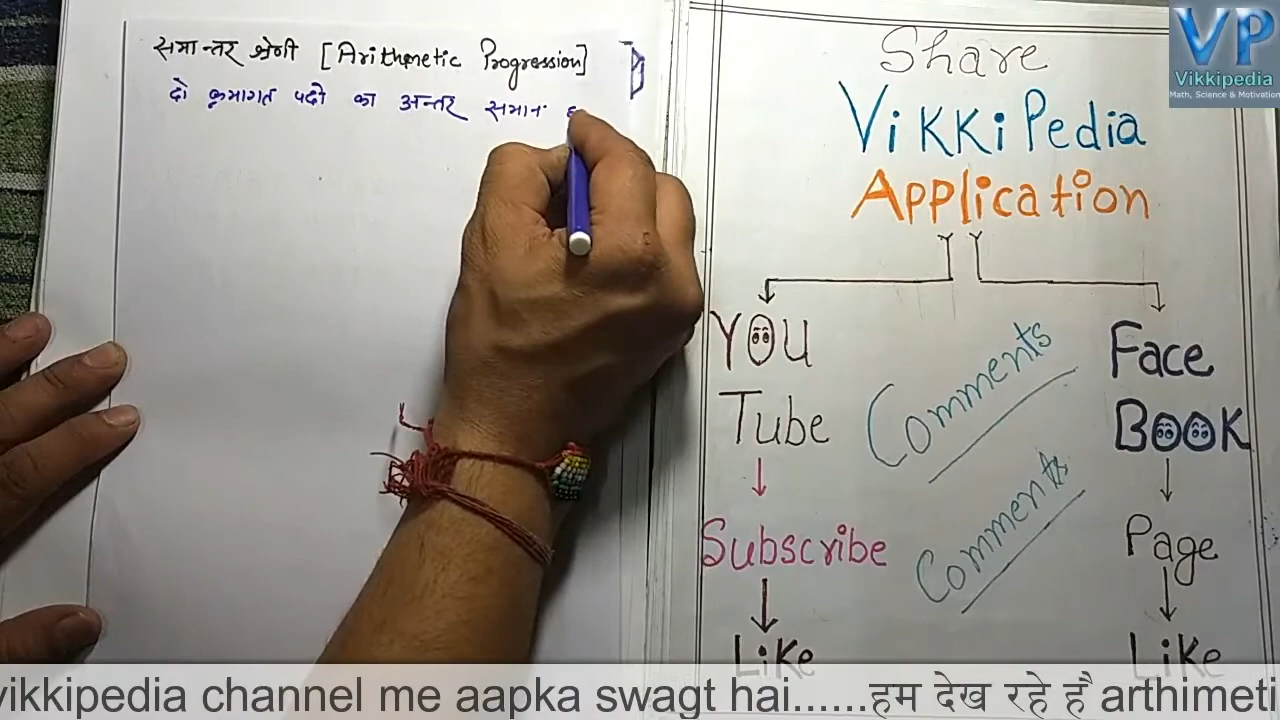 समान्तर श्रेणी [Arithmetic Progression]
दो क्रमागत पदो का अन्तर समान
Share
VikkiPedia
Application
YOU
Tube
Subscribe
Like
Comments
Comments
Face
BOOK
Page
Like
VP
Vikkipedia
Math, Science & Motivation
vikkipedia channel me aapka swagt hai......हम देख रहे हैं arthimeti